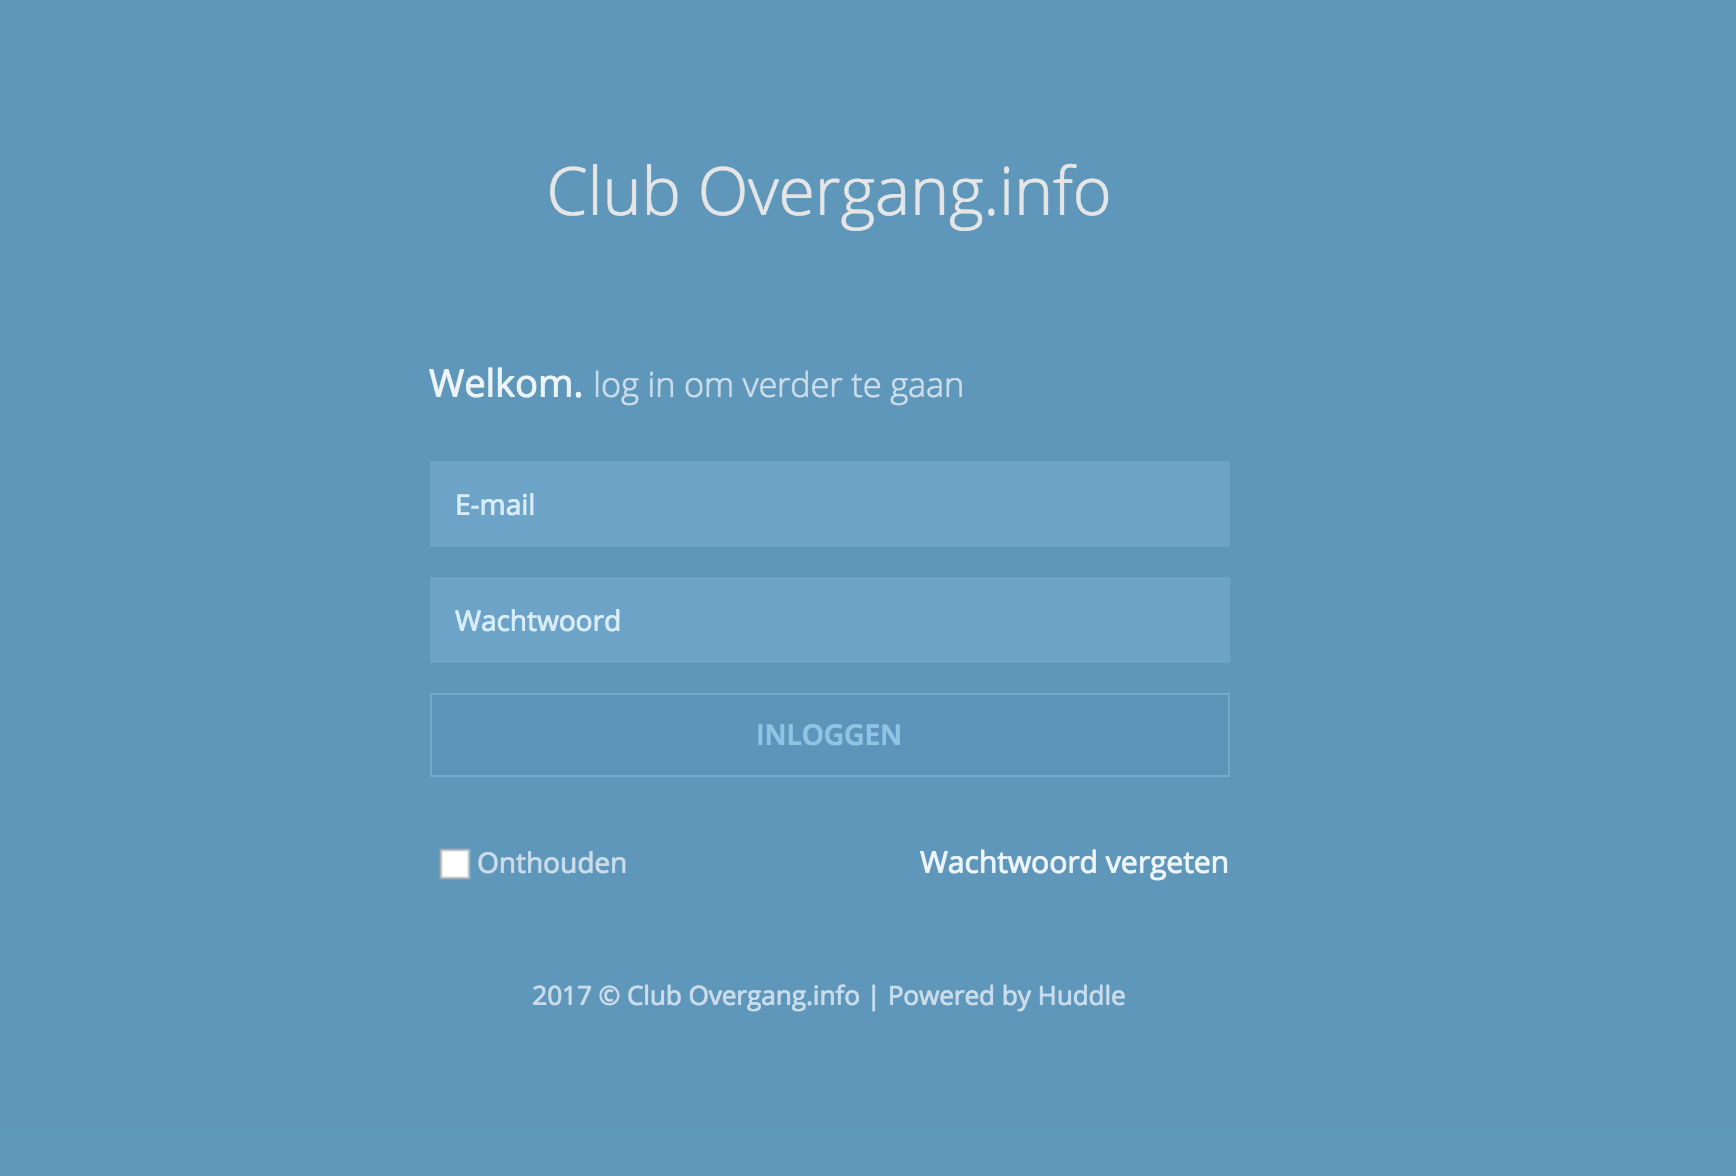 Club Overgang.info
Welkom. log in om verder te gaan
E-mail
Wachtwoord
INLOGGEN
Onthouden
Wachtwoord vergeten
2017 © Club Overgang.info | Powered by Huddle